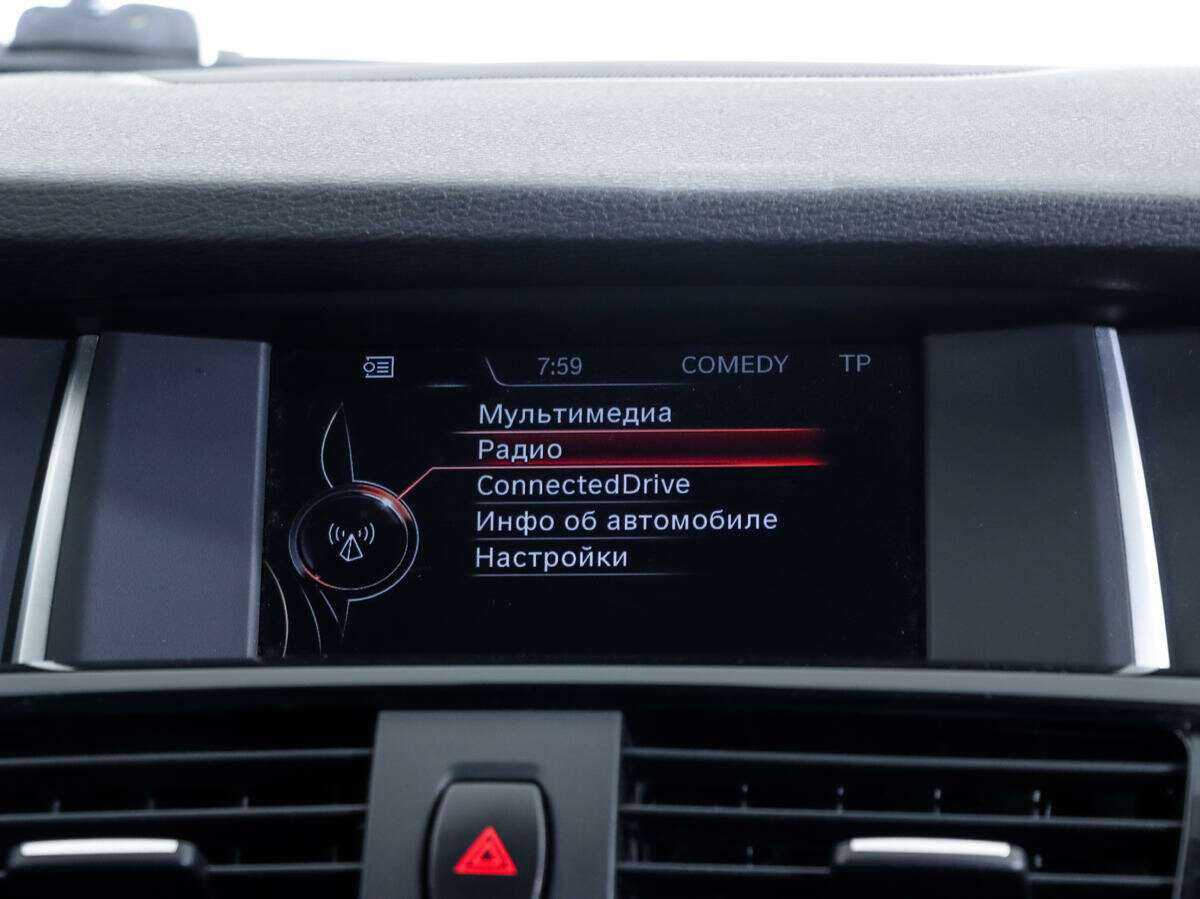 7:59 COMEDY TP
Мультимедиа
Радио
ConnectedDrive
Инфо об автомобиле
Настройки